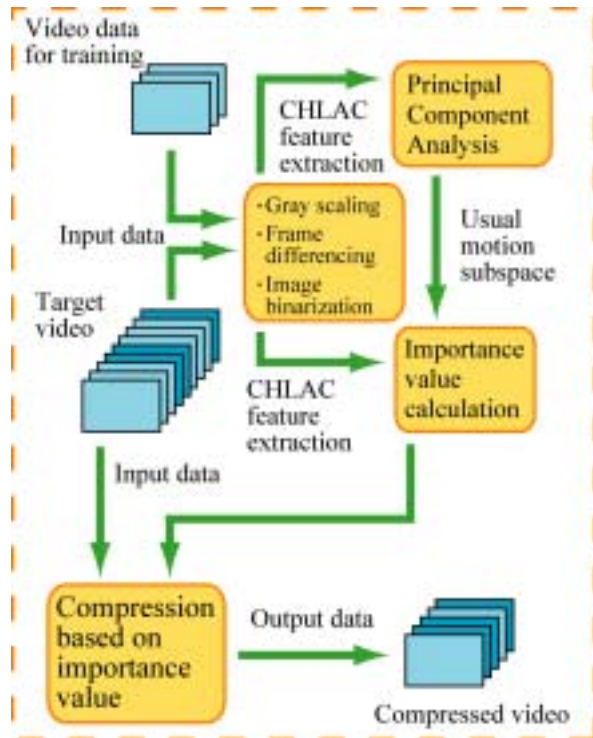 Video data
for training
CHLAC
feature
extraction
Principal
Component
Analysis
Input data
・Gray scaling
・Frame
differencing
・Image
binarization
Usual
motion
subspace
Target
video
CHLAC
feature
extraction
Importance
value
calculation
Input data
Compression
based on
importance
value
Output data
Compressed video